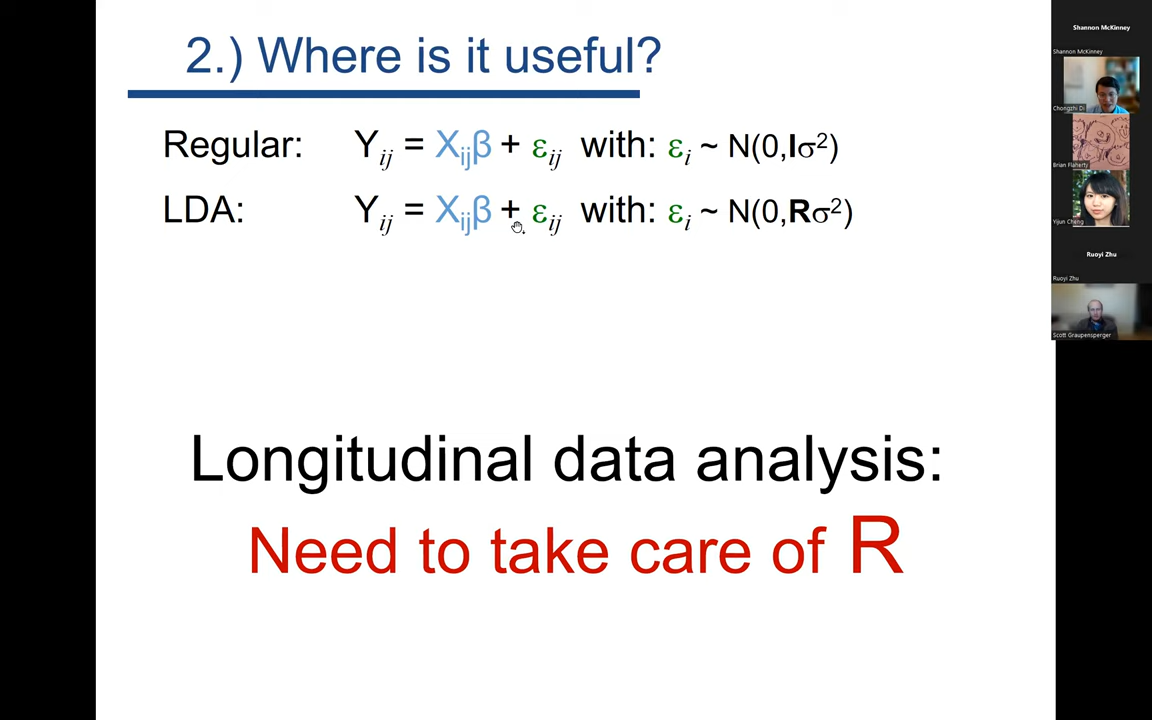 2.) Where is it useful?
Regular: Yij = Xijβ + εij with: εi ~ N(0,Iσ²)
LDA: Yij = Xijβ + εij with: εi ~ N(0,Rσ²)
Longitudinal data analysis:
Need to take care of R
Shannon McKinney
Shannon McKinney
Chongzhi Di
Brian Flaherty
Yijun Cheng
Ruoyi Zhu
Ruoyi Zhu
Scott Graupensperger